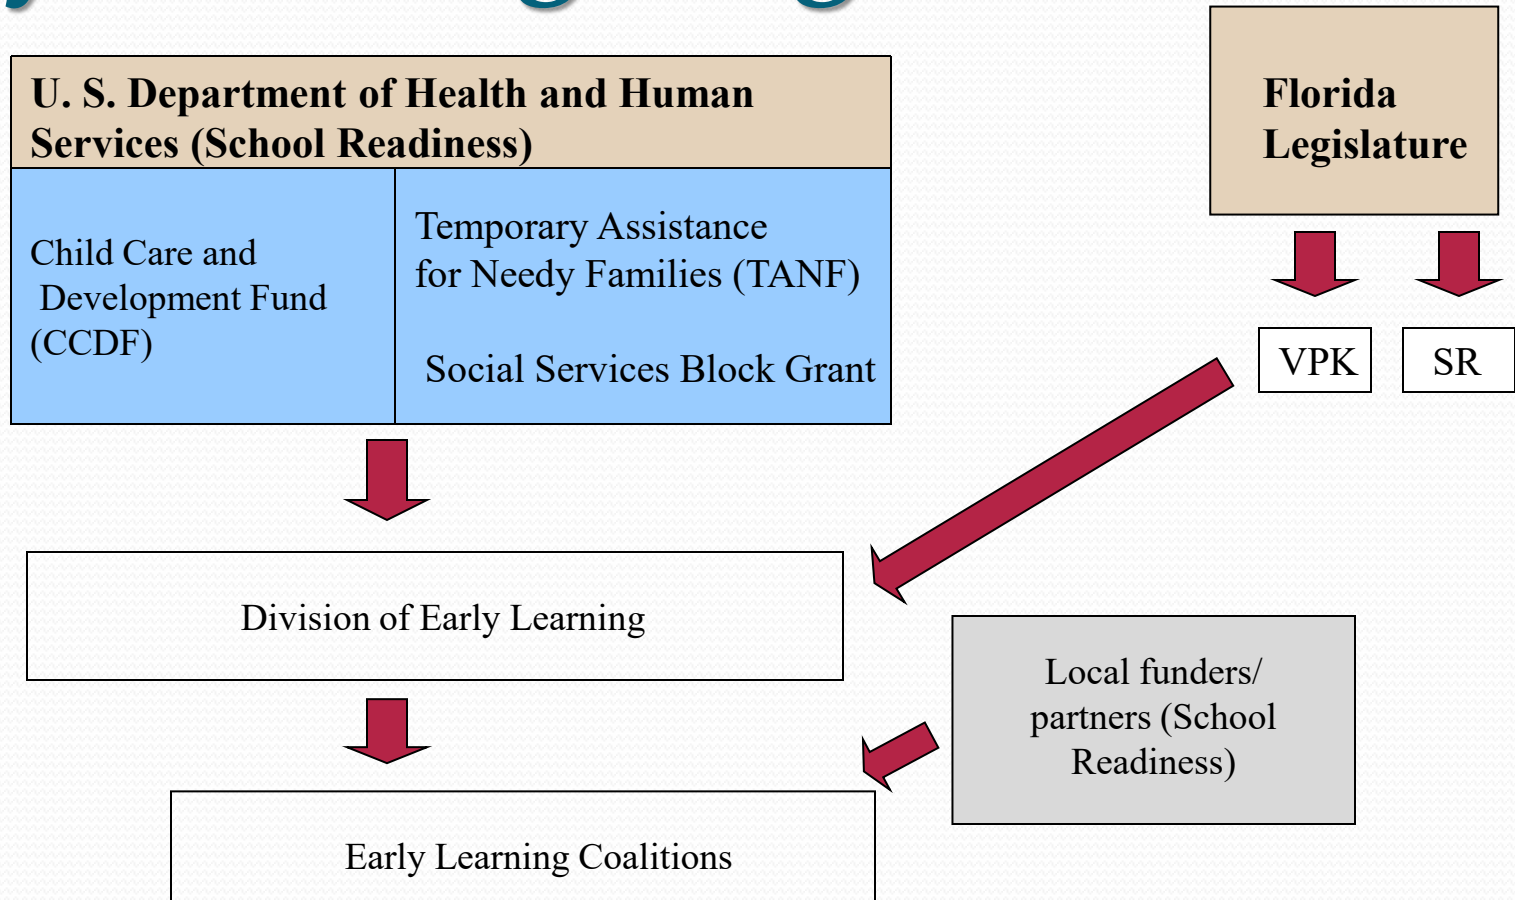 U. S. Department of Health and Human
Services (School Readiness)
Child Care and
Development Fund
(CCDF)
Temporary Assistance
for Needy Families (TANF)
Social Services Block Grant
Florida
Legislature
VPK
SR
Division of Early Learning
Local funders/
partners (School
Readiness)
Early Learning Coalitions